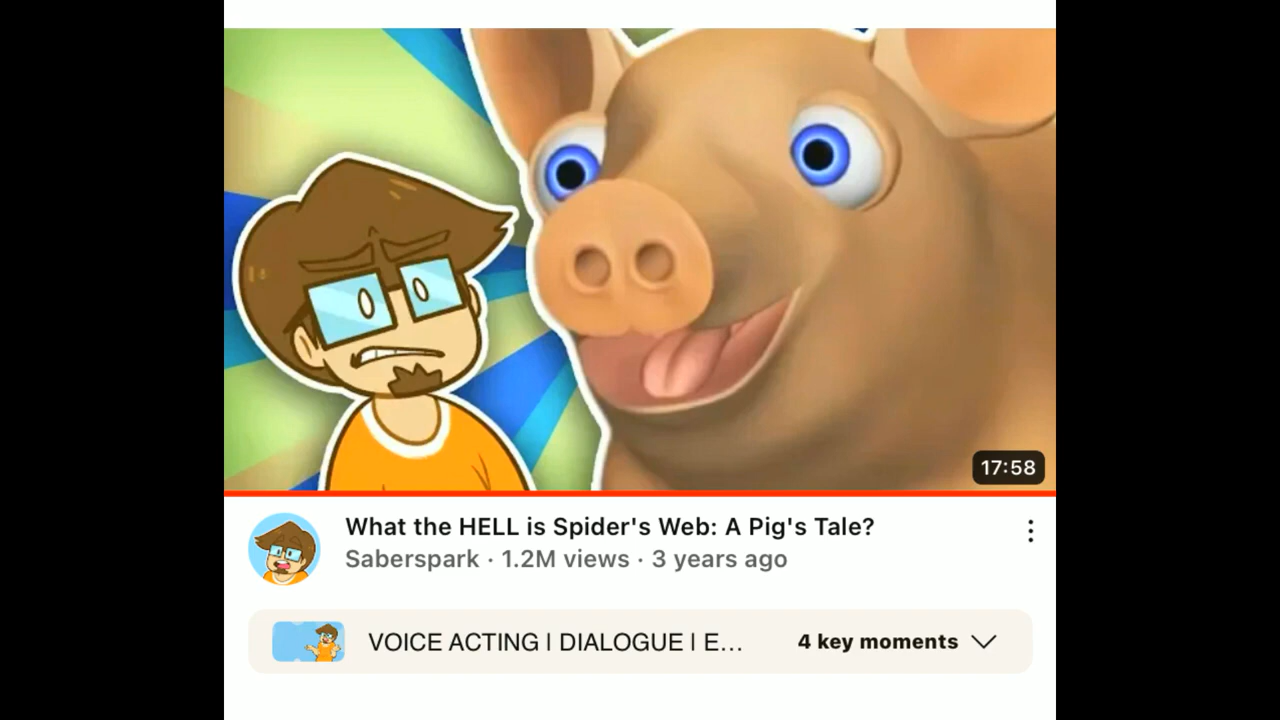 17:58
What the HELL is Spider's Web: A Pig's Tale?
Saberspark · 1.2M views · 3 years ago
VOICE ACTING | DIALOGUE | E... 4 key moments